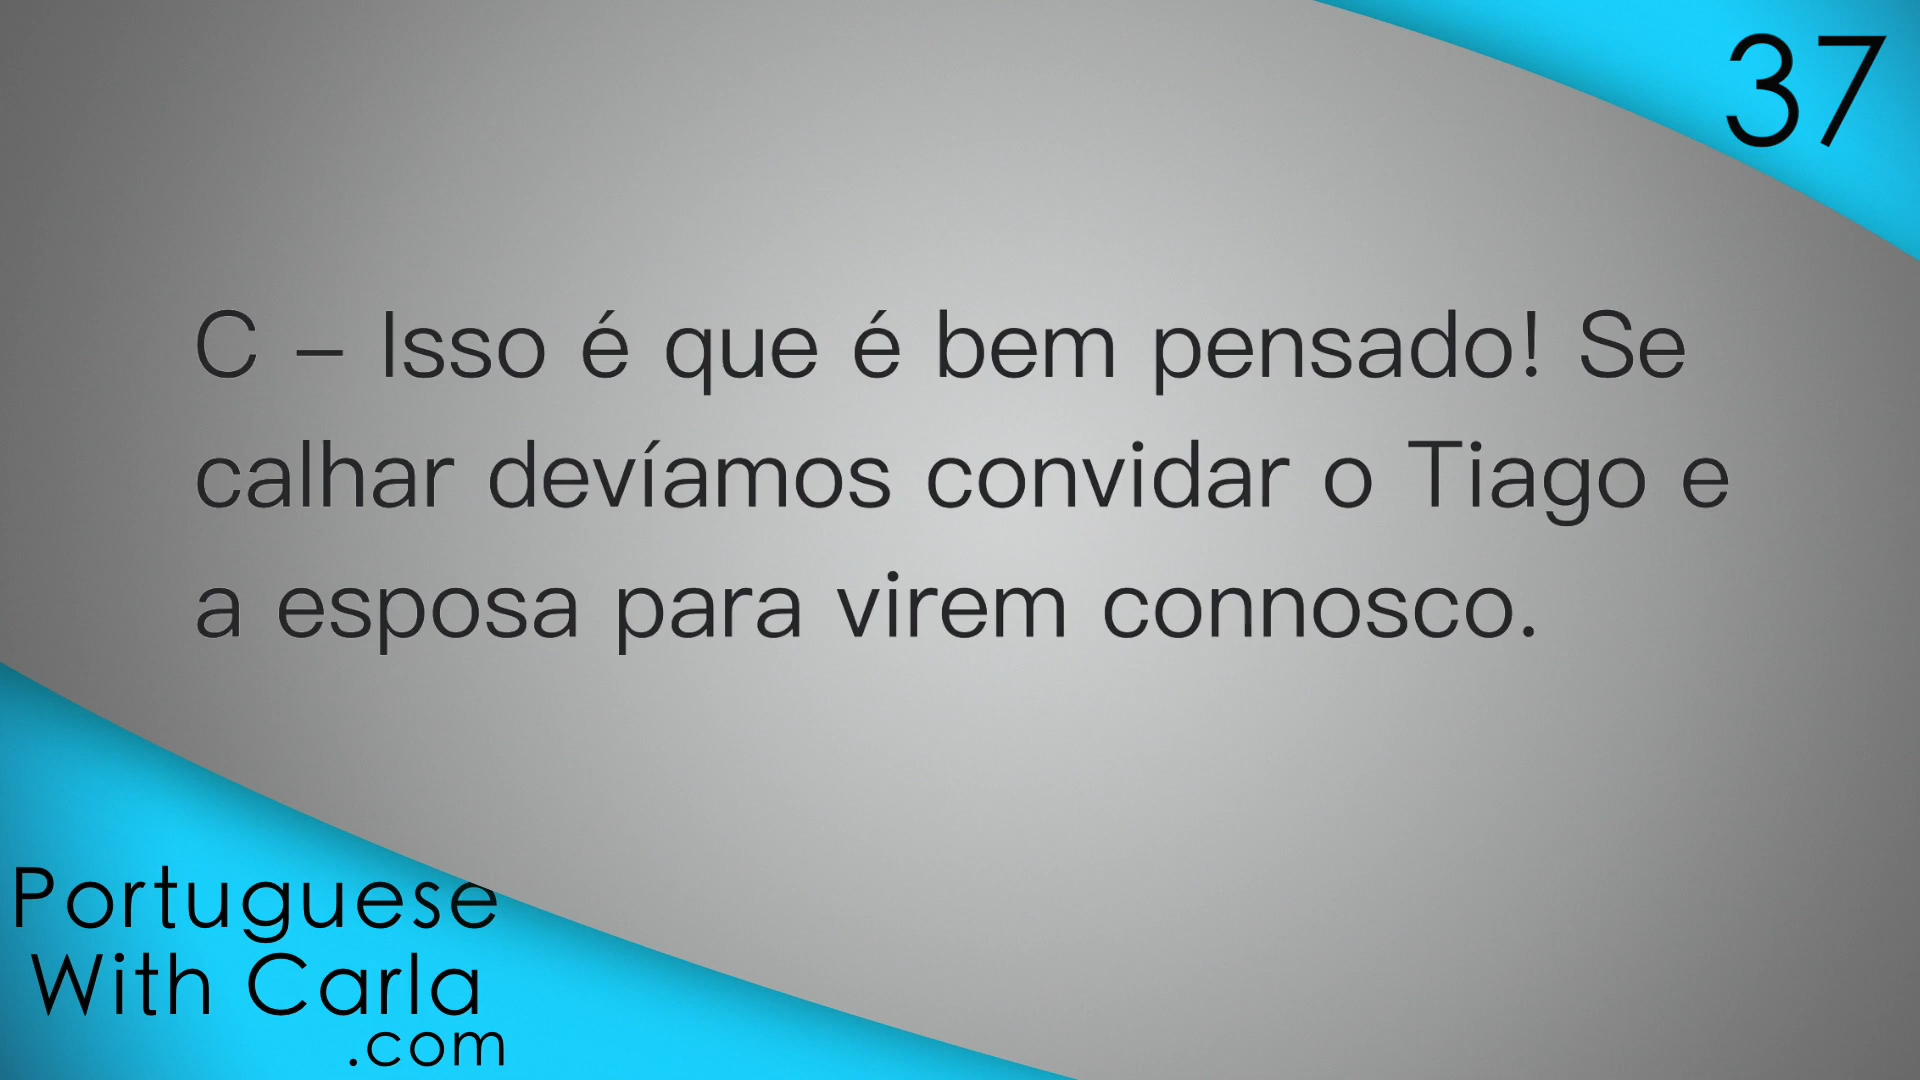 37
C – Isso é que é bem pensado! Se
calhar devíamos convidar o Tiago e
a esposa para virem connosco.
Portuguese
With Carla
.com